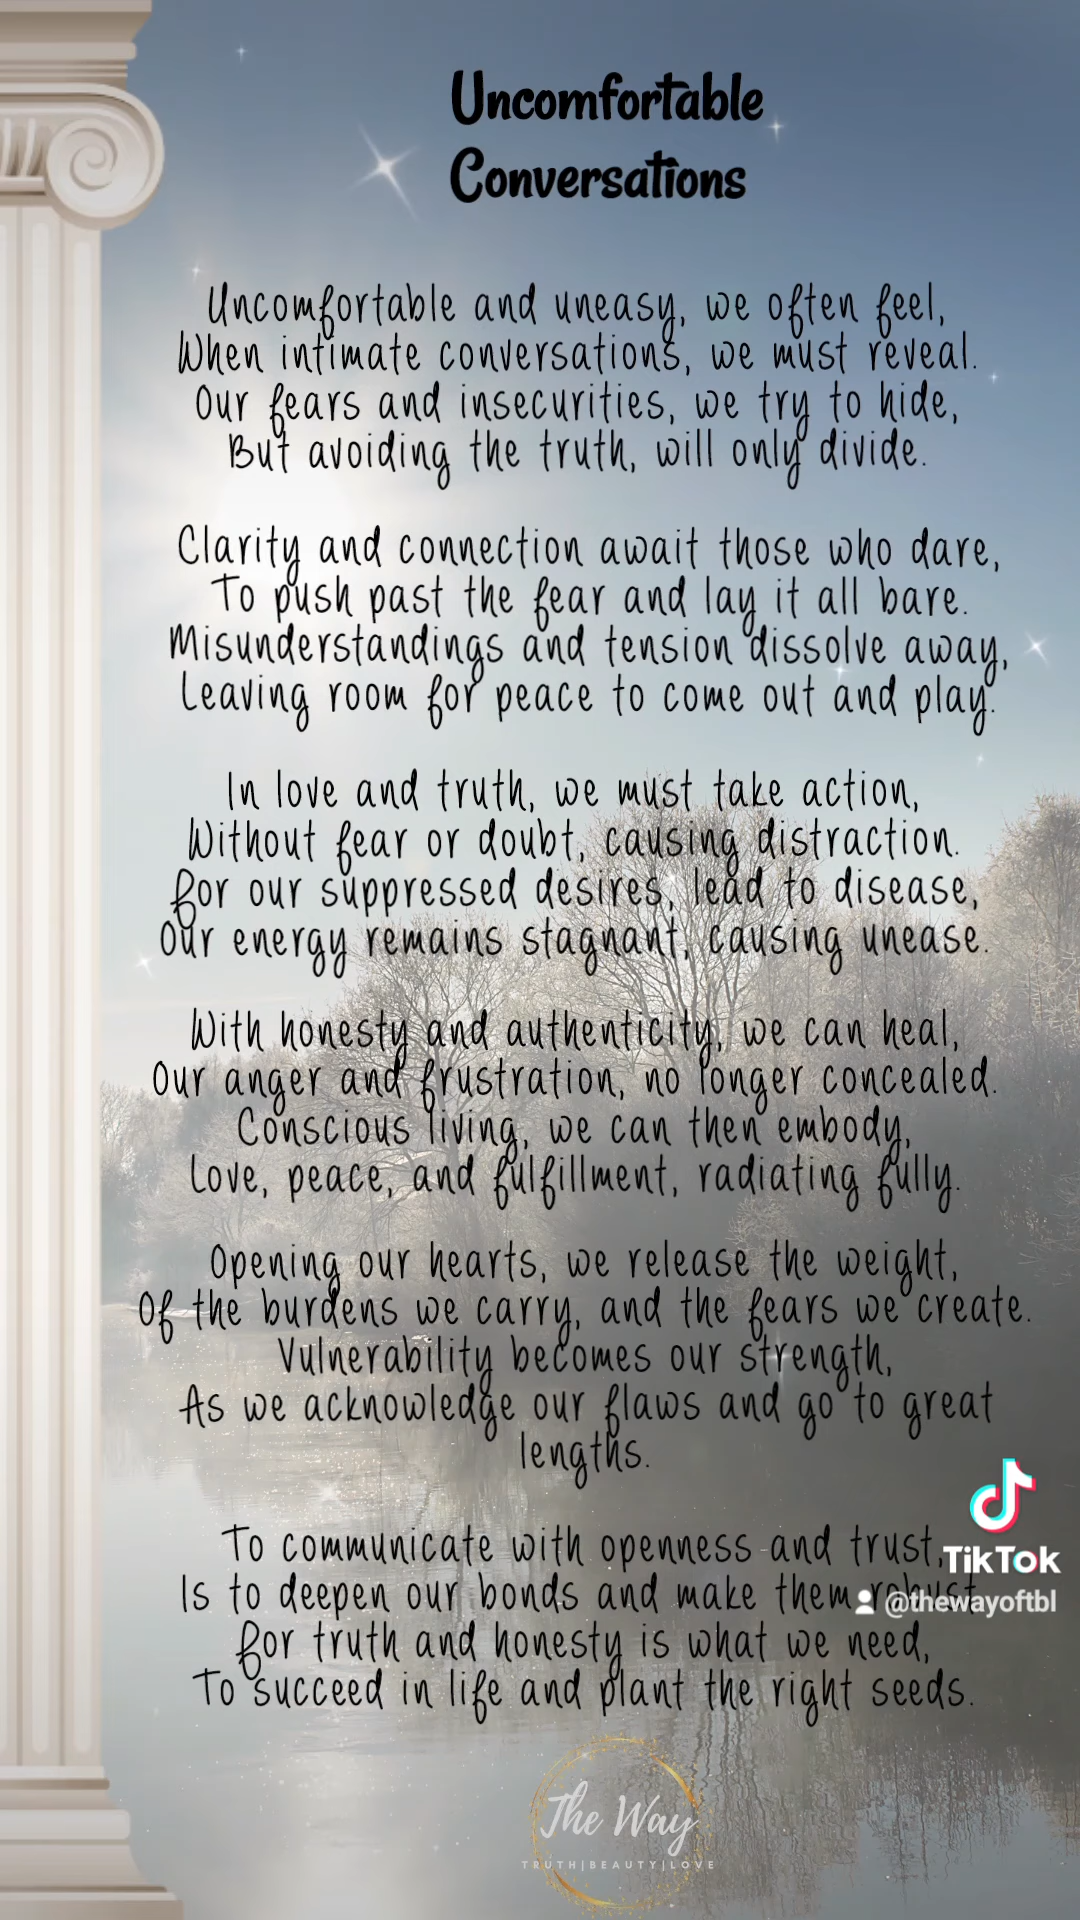 Uncomfortable
Conversations
Uncomfortable and uneasy, we often feel,
When intimate conversations, we must reveal.
Our fears and insecurities, we try to hide,
But avoiding the truth, will only divide.
Clarity and connection await those who dare,
To push past the fear and lay it all bare.
Misunderstandings and tension dissolve away,
Leaving room for peace to come out and play.
In love and truth, we must take action,
Without fear or doubt, causing distraction.
For our suppressed desires, lead to disease,
Our energy remains stagnant, causing unease.
With honesty and authenticity, we can heal,
Our anger and frustration, no longer concealed.
Conscious living, we can then embody,
Love, peace, and fulfillment, radiating fully.
Opening our hearts, we release the weight,
Of the burdens we carry, and the fears we create.
Vulnerability becomes our strength,
As we acknowledge our flaws and go to great
lengths.
To communicate with openness and trust,
Is to deepen our bonds and make them robust
For truth and honesty is what we need,
To succeed in life and plant the right seeds.
TikTok
@thewayoftbl
The Way
TRUTH|BEAUTY|LOVE